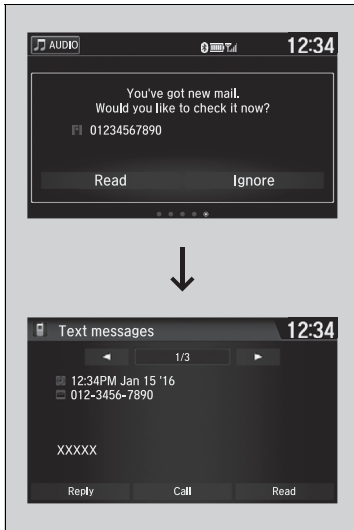 AUDIO
12:34
You've got new mail.
Would you like to check it now?
01234567890
Read Ignore
Text messages 12:34
1/3
12:34PM Jan 15 '16
012-3456-7890
XXXXX
Reply Call Read